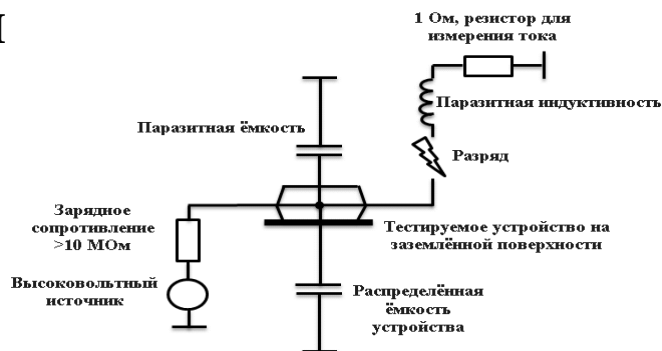 1 Ом, резистор для
измерения тока
Паразитная индуктивность
Паразитная ёмкость
Разряд
Зарядное
сопротивление
>10 МОм
Тестируемое устройство на
заземлённой поверхности
Высоковольтный
источник
Распределённая
ёмкость
устройства